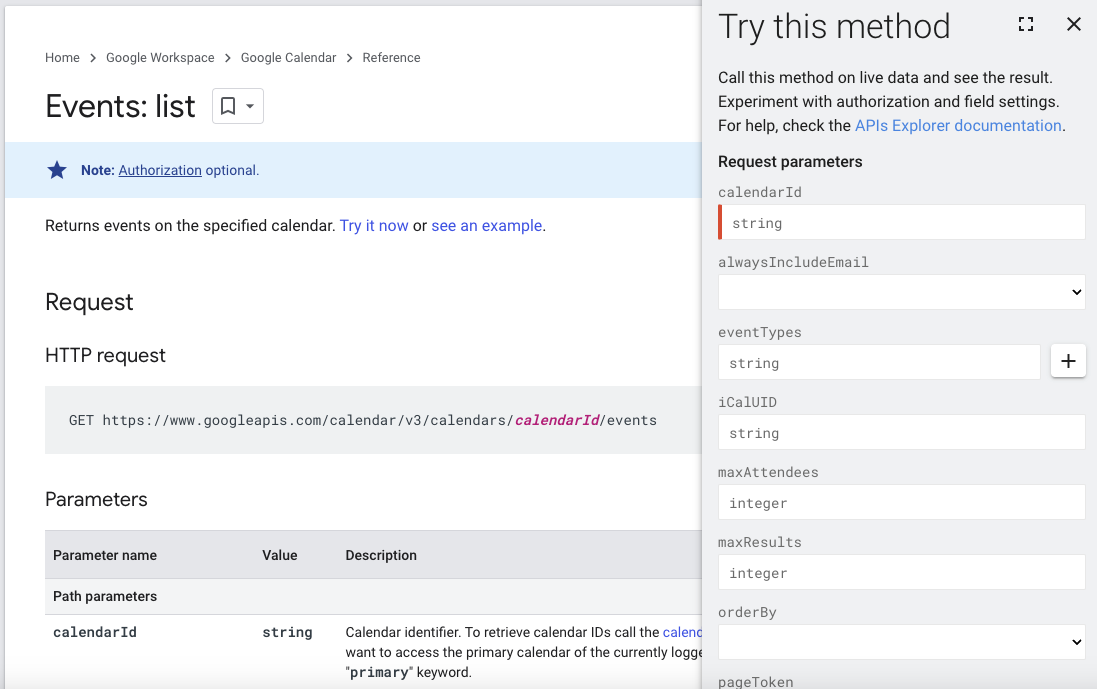 Home > Google Workspace > Google Calendar > Reference
Events: list
Note: Authorization optional.
Returns events on the specified calendar. Try it now or see an example.
Request
HTTP request
GET https://www.googleapis.com/calendar/v3/calendars/calendarId/events
Parameters
Parameter name Value Description
Path parameters
calendarId string Calendar identifier. To retrieve calendar IDs call the
want to access the primary calendar of the currently
"primary" keyword.
Try this method
Call this method on live data and see the result.
Experiment with authorization and field settings.
For help, check the APIs Explorer documentation.
Request parameters
calendarId
string
alwaysIncludeEmail
eventTypes
string
+
iCalUID
string
maxAttendees
integer
maxResults
integer
orderBy
pageToken